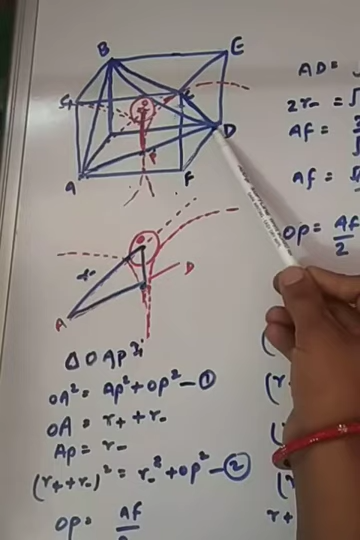 B
E
G
D
A
P
F
AD =
2r₋ = √
AF =
AF = √
OP = AF/2
r₊
A
P
△OAP में
OA² = AP² + OP² – ①
OA = r₊ + r₋
AP = r₋
(r₊ + r₋)² = r₋² + OP² – ②
OP = AF
(r
(r
r₊